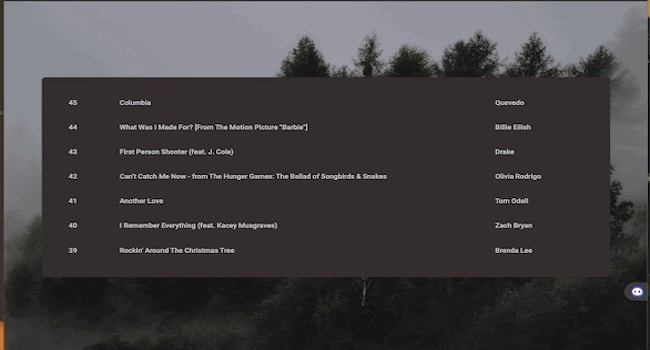 45 Columbia Quevedo
44 What Was I Made For? [From The Motion Picture "Barbie"] Billie Eilish
43 First Person Shooter (feat. J. Cole) Drake
42 Can't Catch Me Now - from The Hunger Games: The Ballad of Songbirds & Snakes Olivia Rodrigo
41 Another Love Tom Odell
40 I Remember Everything (feat. Kacey Musgraves) Zach Bryan
39 Rockin' Around The Christmas Tree Brenda Lee